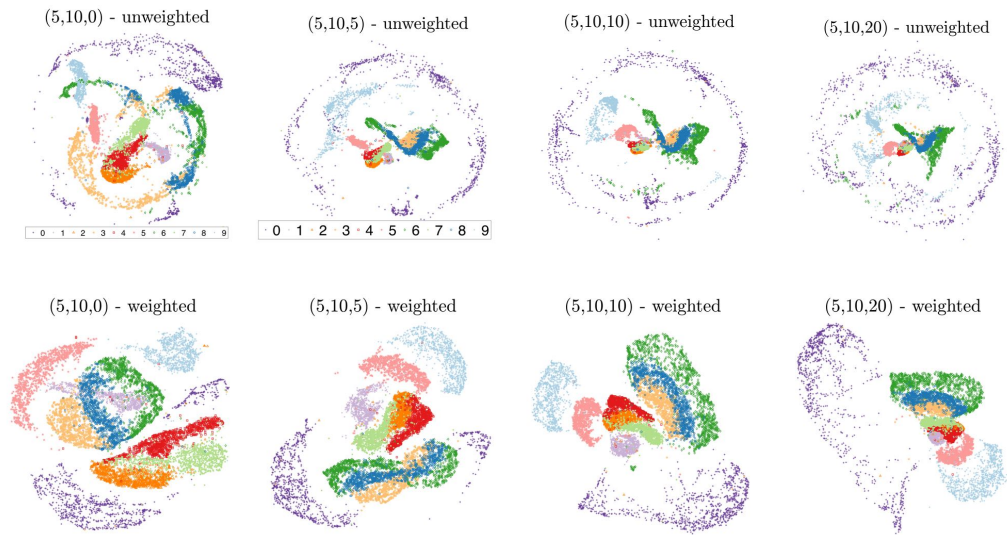 (5,10,0) - unweighted
(5,10,5) - unweighted
(5,10,10) - unweighted
(5,10,20) - unweighted
0 1 2 3 4 5 6 7 8 9
0 1 2 3 4 5 6 7 8 9
(5,10,0) - weighted
(5,10,5) - weighted
(5,10,10) - weighted
(5,10,20) - weighted